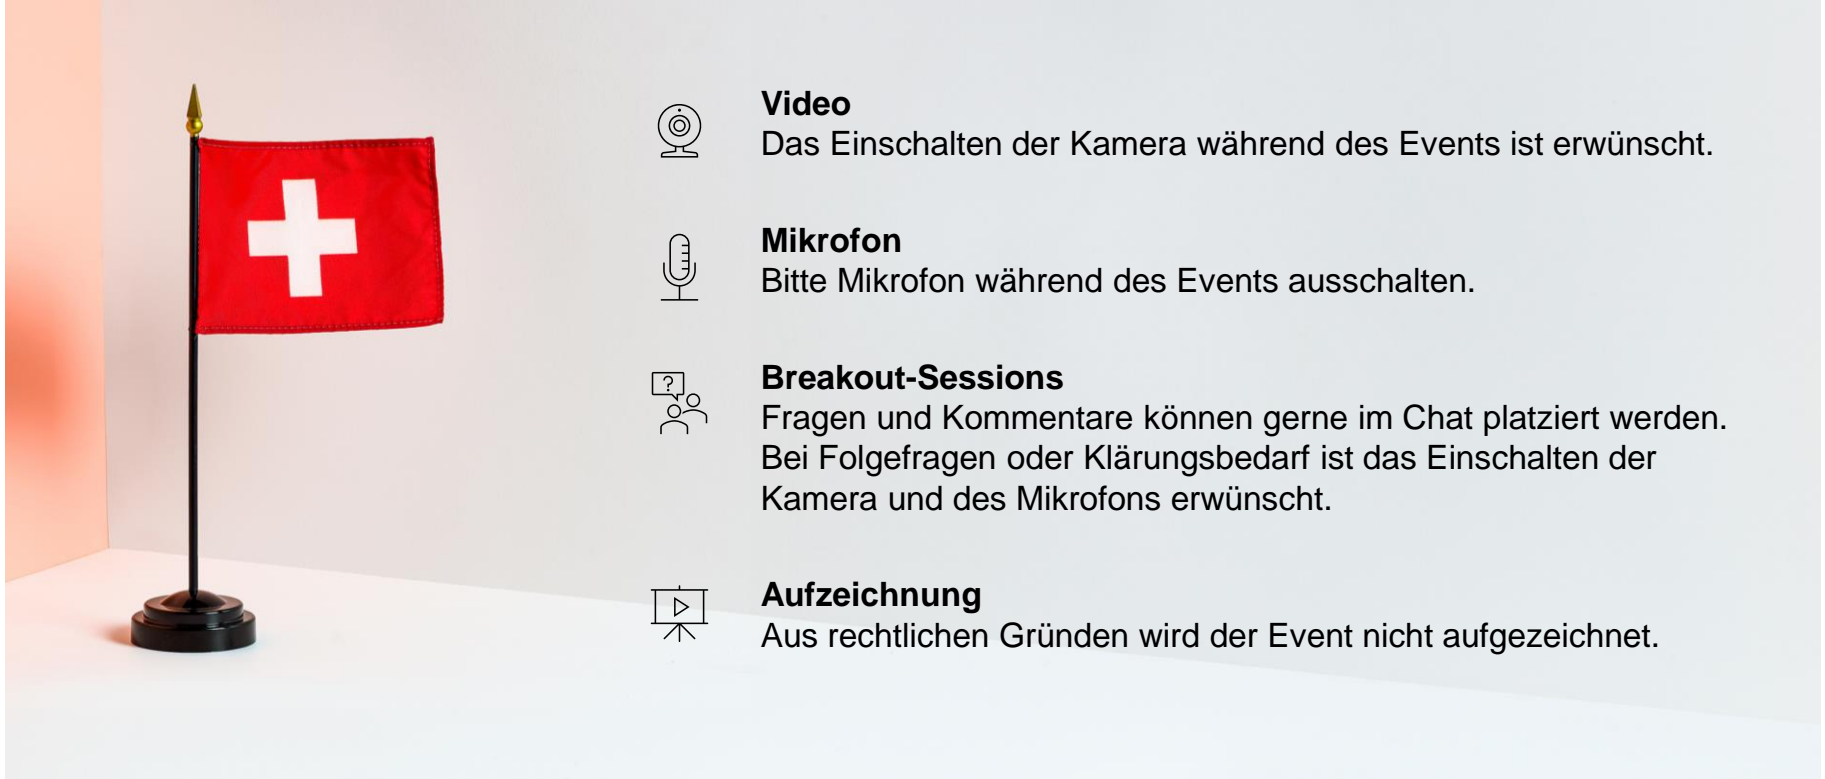 Video
Das Einschalten der Kamera während des Events ist erwünscht.
Mikrofon
Bitte Mikrofon während des Events ausschalten.
?
Breakout-Sessions
Fragen und Kommentare können gerne im Chat platziert werden.
Bei Folgefragen oder Klärungsbedarf ist das Einschalten der
Kamera und des Mikrofons erwünscht.
Aufzeichnung
Aus rechtlichen Gründen wird der Event nicht aufgezeichnet.